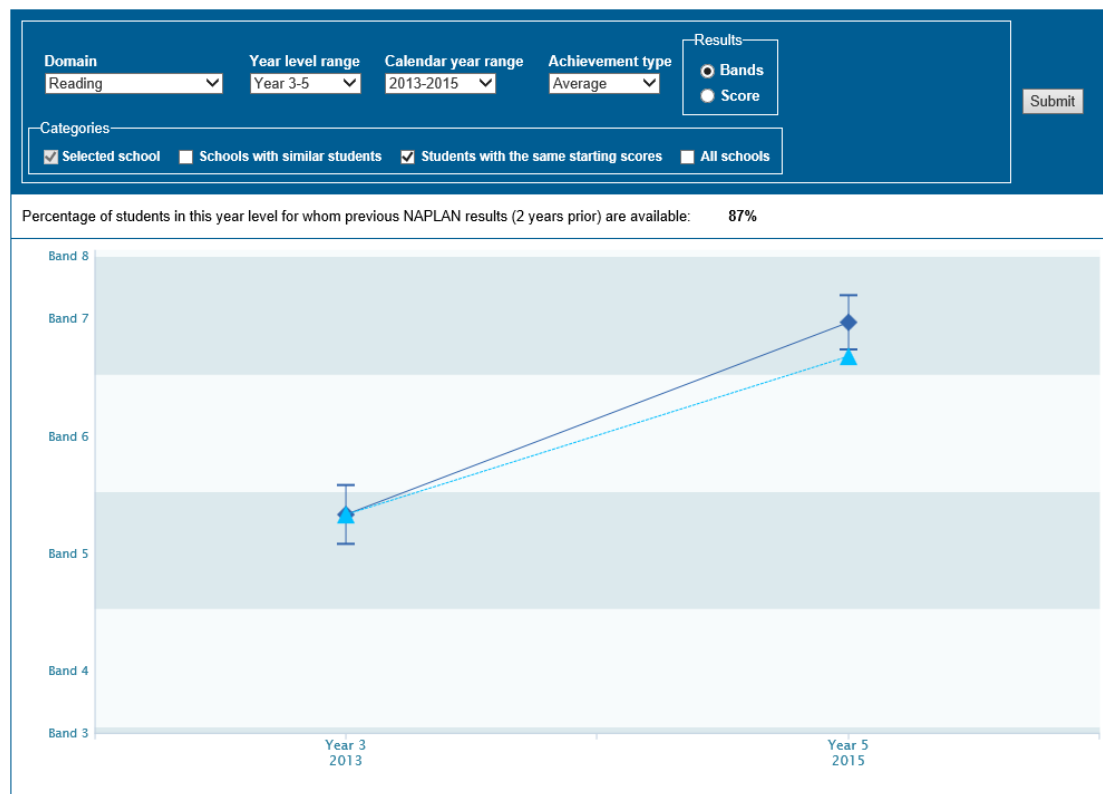 Results
Domain Year level range Calendar year range Achievement type
Bands
Reading Year 3-5 2013-2015 Average
Score
Submit
Categories
Selected school Schools with similar students Students with the same starting scores All schools
Percentage of students in this year level for whom previous NAPLAN results (2 years prior) are available: 87%
Band 8
Band 7
Band 6
Band 5
Band 4
Band 3
Year 3 Year 5
2013 2015